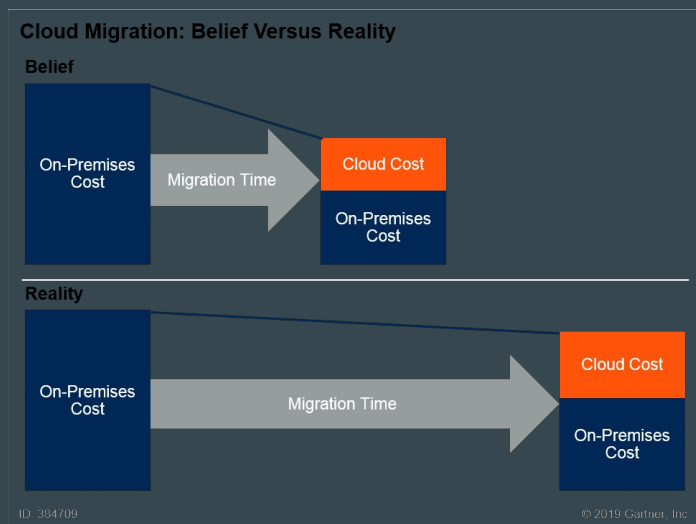 Cloud Migration: Belief Versus Reality
Belief
On-Premises
Cost
Migration Time
Cloud Cost
On-Premises
Cost
Reality
On-Premises
Cost
Migration Time
Cloud Cost
On-Premises
Cost
ID: 384709
© 2019 Gartner, Inc